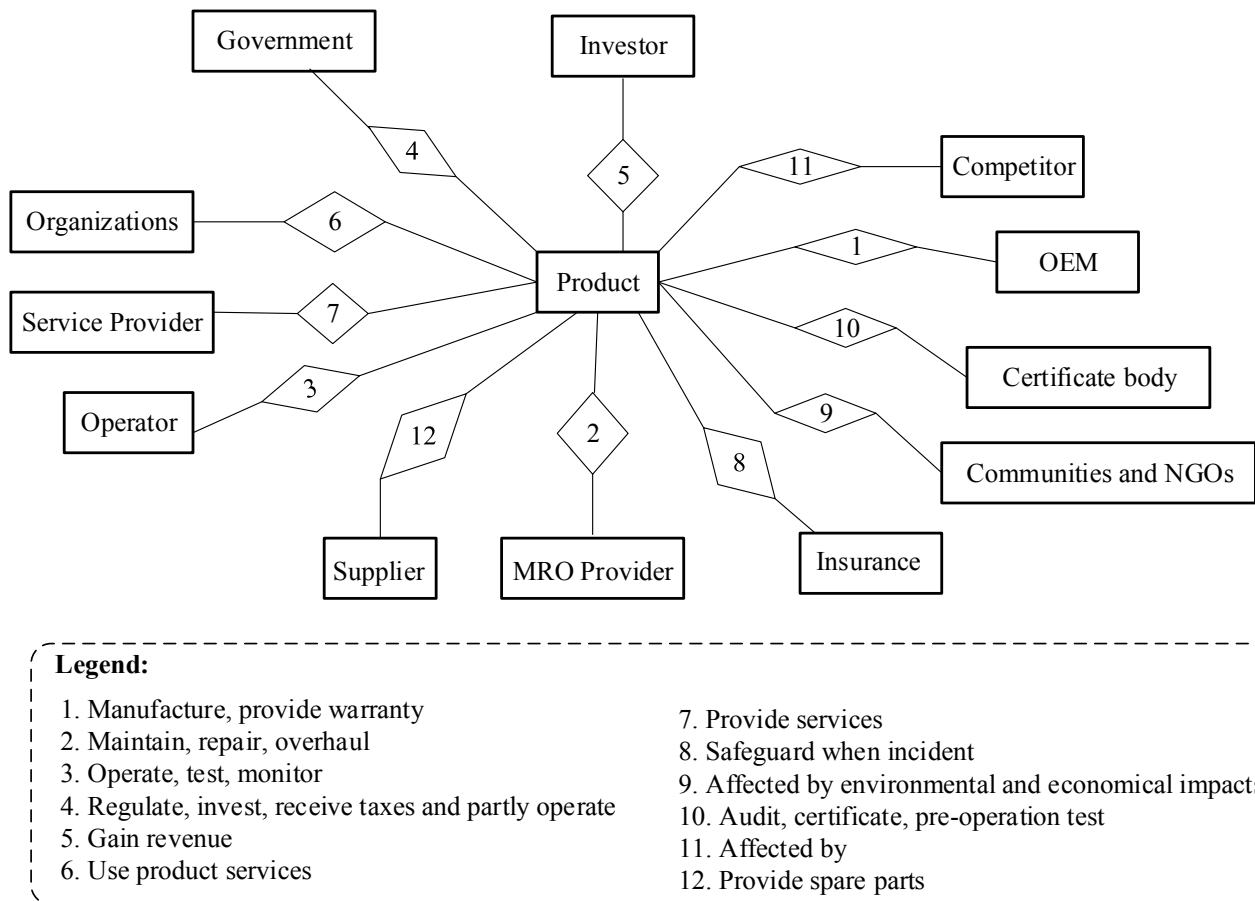 Government
Investor
4
5
11
Competitor
Organizations
6
1
OEM
Product
Service Provider
7
10
Certificate body
Operator
3
12
2
9
8
Communities and NGOs
Supplier
MRO Provider
Insurance
Legend:
1. Manufacture, provide warranty
2. Maintain, repair, overhaul
3. Operate, test, monitor
4. Regulate, invest, receive taxes and partly operate
5. Gain revenue
6. Use product services
7. Provide services
8. Safeguard when incident
9. Affected by environmental and economical impacts
10. Audit, certificate, pre-operation test
11. Affected by
12. Provide spare parts